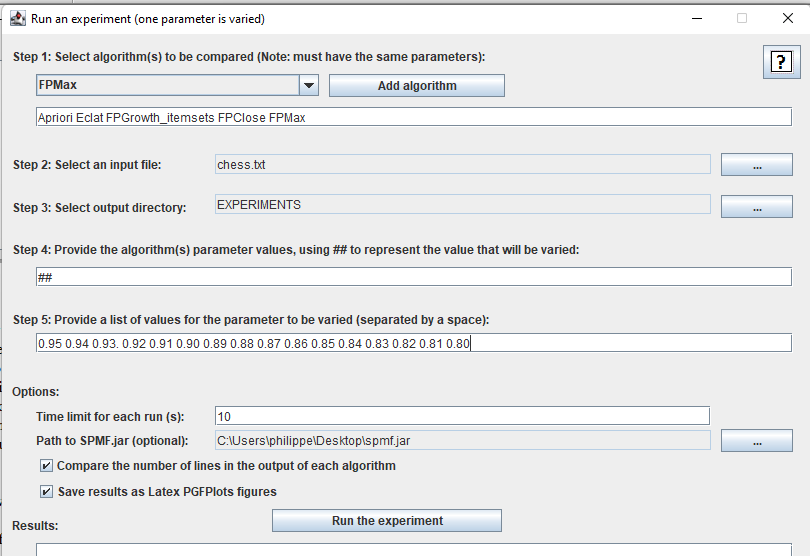 Run an experiment (one parameter is varied)
Step 1: Select algorithm(s) to be compared (Note: must have the same parameters):
?
FPMax
Add algorithm
Apriori Eclat FPGrowth_itemsets FPClose FPMax
Step 2: Select an input file:
chess.txt
...
Step 3: Select output directory:
EXPERIMENTS
...
Step 4: Provide the algorithm(s) parameter values, using ## to represent the value that will be varied:
##
Step 5: Provide a list of values for the parameter to be varied (separated by a space):
0.95 0.94 0.93. 0.92 0.91 0.90 0.89 0.88 0.87 0.86 0.85 0.84 0.83 0.82 0.81 0.80
Options:
Time limit for each run (s):
10
Path to SPMF.jar (optional):
C:\Users\philippe\Desktop\spmf.jar
...
Compare the number of lines in the output of each algorithm
Save results as Latex PGFPlots figures
Run the experiment
Results: